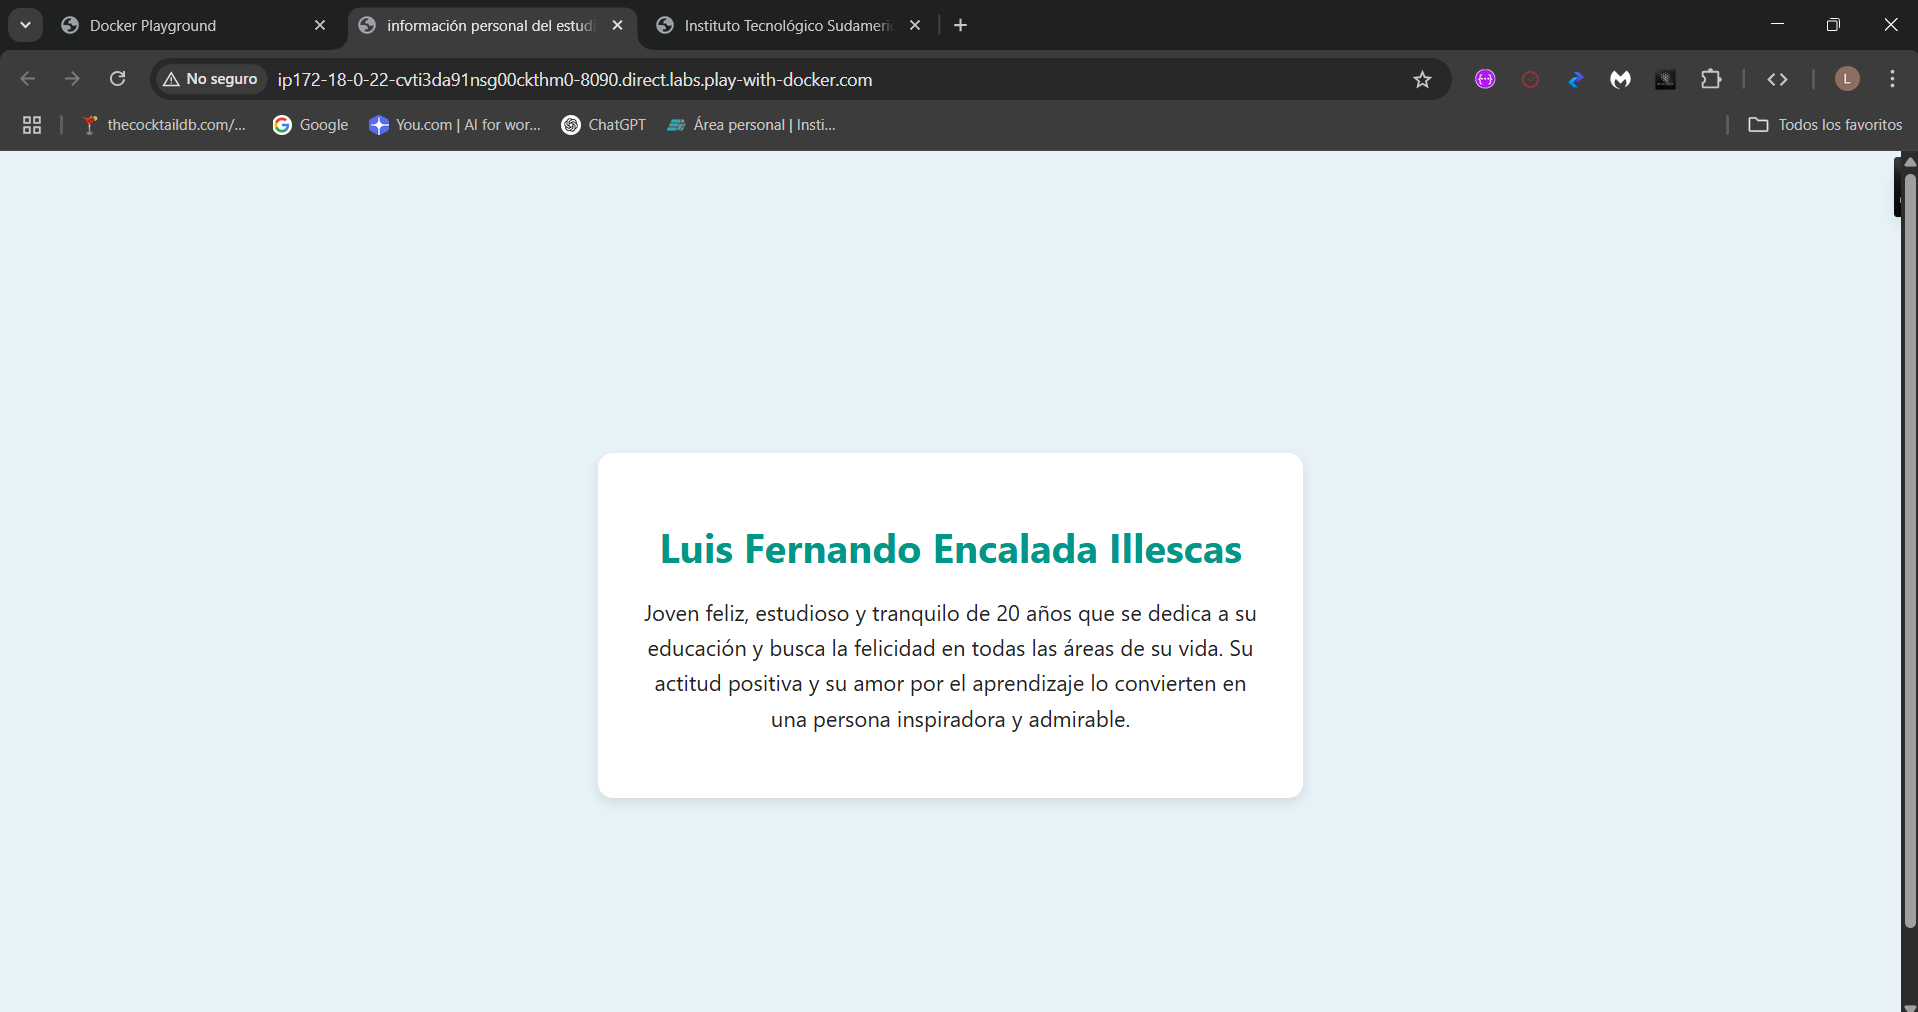 Docker Playground
información personal del estudi
Instituto Tecnológico Sudameric
No seguro
ip172-18-0-22-cvti3da91nsg00ckthm0-8090.direct.labs.play-with-docker.com
L
thecocktaildb.com/...
Google
You.com | AI for wor...
ChatGPT
Área personal | Insti...
Todos los favoritos
Luis Fernando Encalada Illescas
Joven feliz, estudioso y tranquilo de 20 años que se dedica a su
educación y busca la felicidad en todas las áreas de su vida. Su
actitud positiva y su amor por el aprendizaje lo convierten en
una persona inspiradora y admirable.